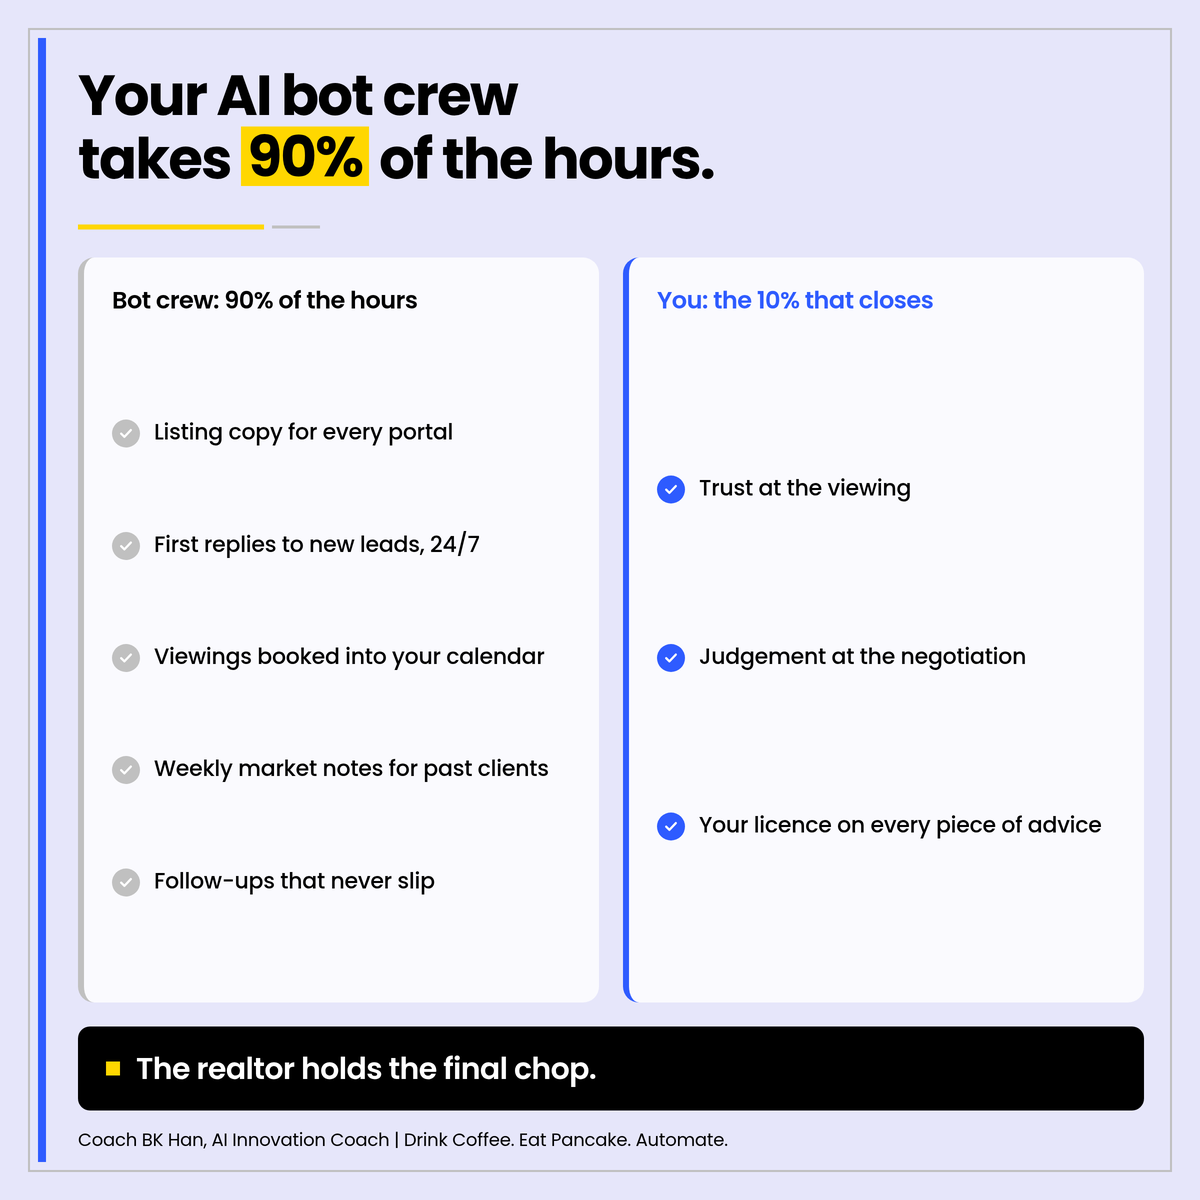 Your AI bot crew
takes 90% of the hours.
Bot crew: 90% of the hours
Listing copy for every portal
First replies to new leads, 24/7
Viewings booked into your calendar
Weekly market notes for past clients
Follow-ups that never slip
You: the 10% that closes
Trust at the viewing
Judgement at the negotiation
Your licence on every piece of advice
The realtor holds the final chop.
Coach BK Han, AI Innovation Coach | Drink Coffee. Eat Pancake. Automate.